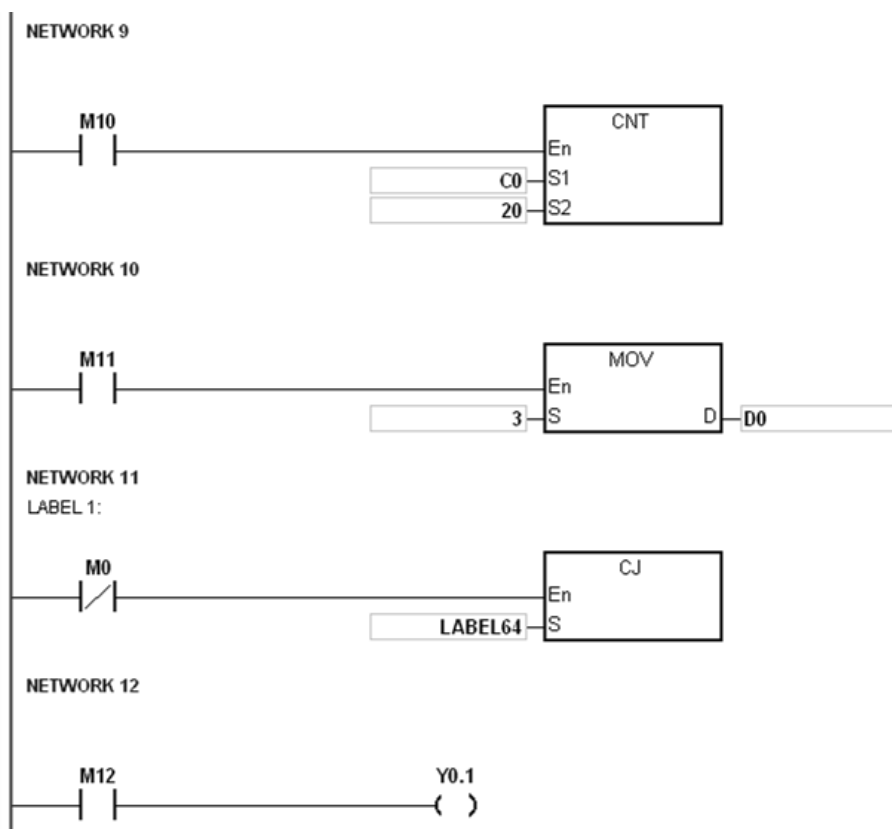 NETWORK 9
M10
CNT
En
C0 S1
20 S2
NETWORK 10
M11
MOV
En
3 S D D0
NETWORK 11
LABEL 1:
M0
CJ
En
LABEL64 S
NETWORK 12
M12 Y0.1